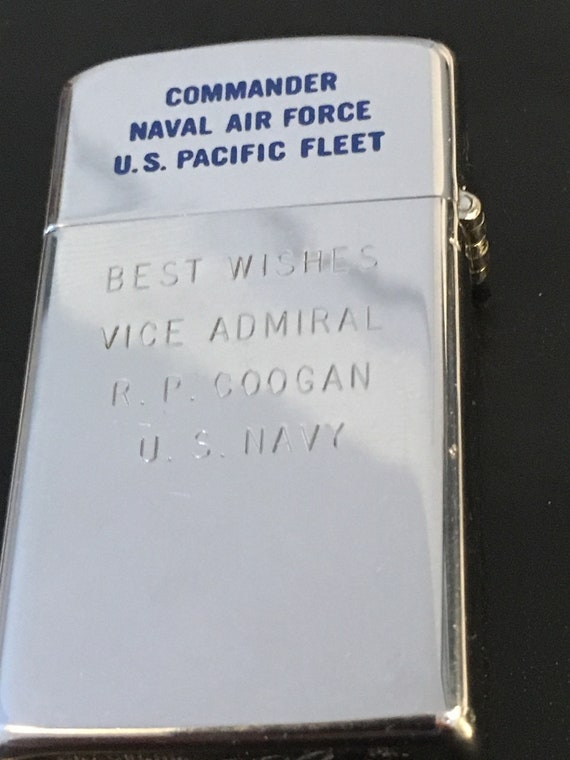 COMMANDER
NAVAL AIR FORCE
U.S. PACIFIC FLEET
BEST WISHES
VICE ADMIRAL
R. P. COOGAN
U. S. NAVY